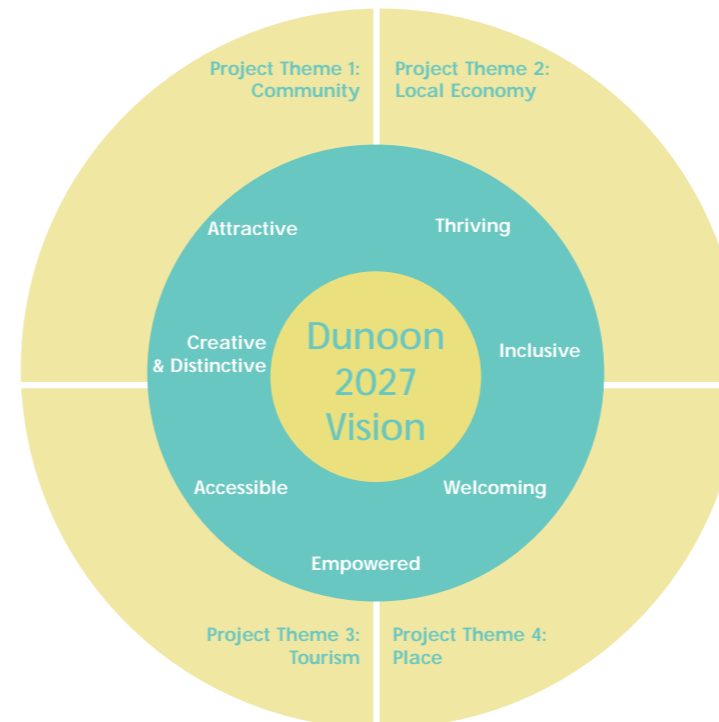 Project Theme 1:
Community
Project Theme 2:
Local Economy
Attractive
Thriving
Creative
& Distinctive
Dunoon
2027
Vision
Inclusive
Accessible
Welcoming
Empowered
Project Theme 3:
Tourism
Project Theme 4:
Place